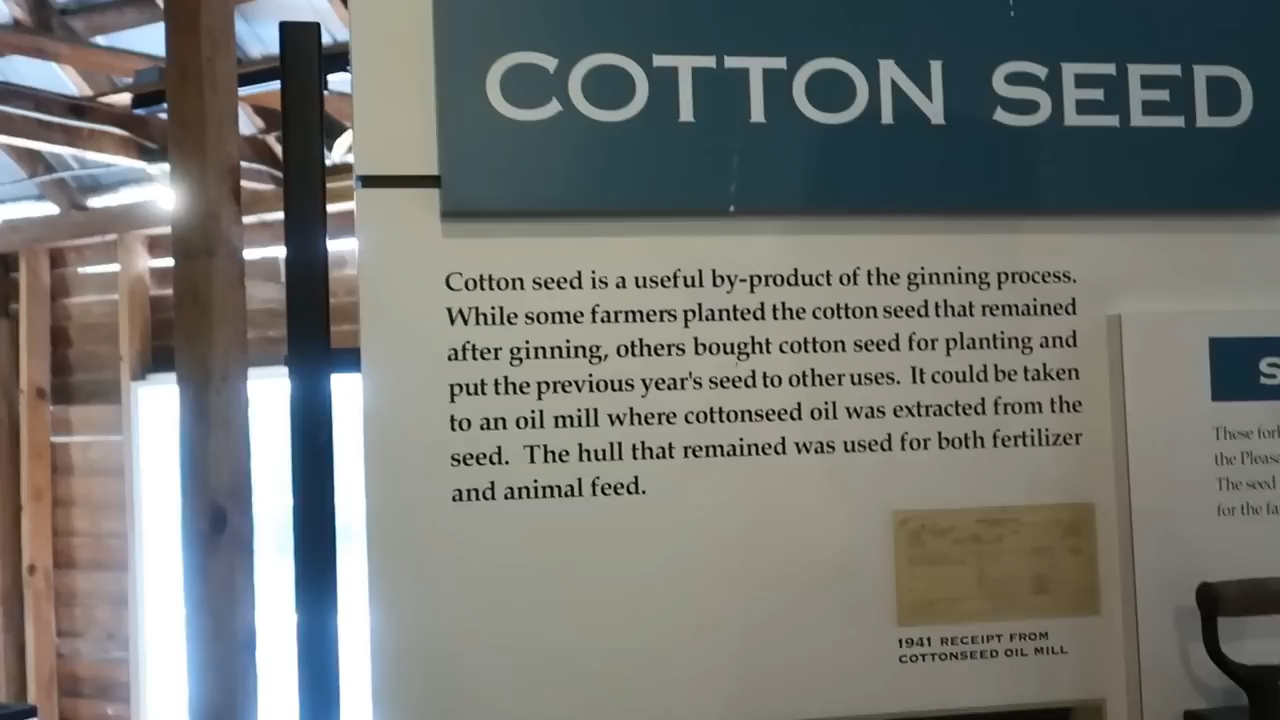 COTTON SEED
Cotton seed is a useful by-product of the ginning process.
While some farmers planted the cotton seed that remained
after ginning, others bought cotton seed for planting and
put the previous year's seed to other uses. It could be taken
to an oil mill where cottonseed oil was extracted from the
seed. The hull that remained was used for both fertilizer
and animal feed.
1941 RECEIPT FROM
COTTONSEED OIL MILL
S
These
the
The seed
for the